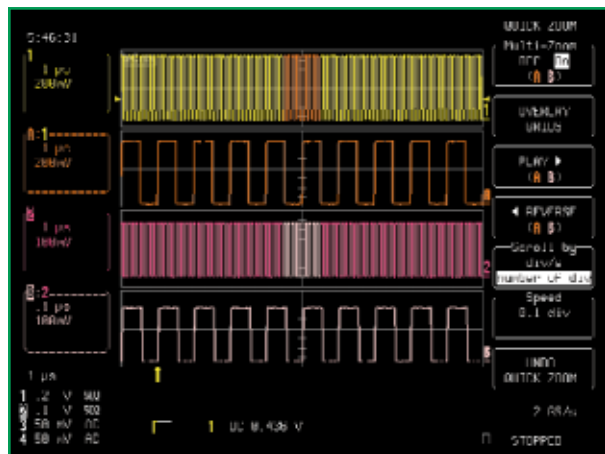 5:46:31
QUICK ZOOM
Multi-Zoom
OFF On
(A B)
1
1 µs
200mV
OVERLAY
GRIDS
A:1
.1 µs
200mV
PLAY
(A B)
REVERSE
(A B)
2
1 µs
100mV
Scroll by
div/s
number of div
B:2
.1 µs
100mV
Speed
0.1 div
1 µs
UNDO
QUICK ZOOM
1 .2 V 50Ω
2 .1 V 50Ω
3 50 mV AC
4 50 mV AC
1 DC 0.436 V
2 GS/s
STOPPED